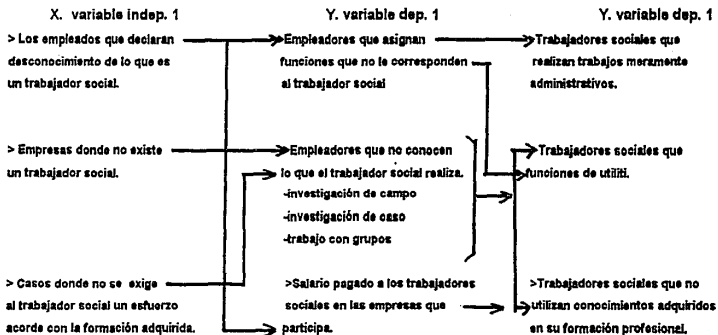 X. variable indep. 1
> Los empleados que declaran
desconocimiento de lo que es
un trabajador social.
> Empresas donde no existe
un trabajador social.
> Casos donde no se exige
al trabajador social un esfuerzo
acorde con la formación adquirida.
Y. variable dep. 1
>Empleadores que asignan
funciones que no le corresponden
al trabajador social
>Empleadores que no conocen
lo que el trabajador social realiza.
-investigación de campo
-investigación de caso
-trabajo con grupos
>Salario pagado a los trabajadores
sociales en las empresas que
participa.
Y. variable dep. 1
>Trabajadores sociales que
realizan trabajos meramente
administrativos.
>Trabajadores sociales que
funciones de utiliti.
>Trabajadores sociales que no
utilizan conocimientos adquiridos
en su formación profesional.